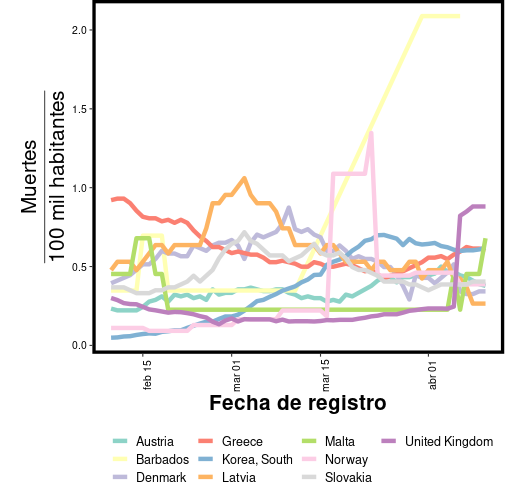 2.0
1.5
1.0
0.5
0.0
Muertes
100 mil habitantes
feb 15
mar 01
mar 15
abr 01
Fecha de registro
Austria Greece Malta United Kingdom
Barbados Korea, South Norway
Denmark Latvia Slovakia